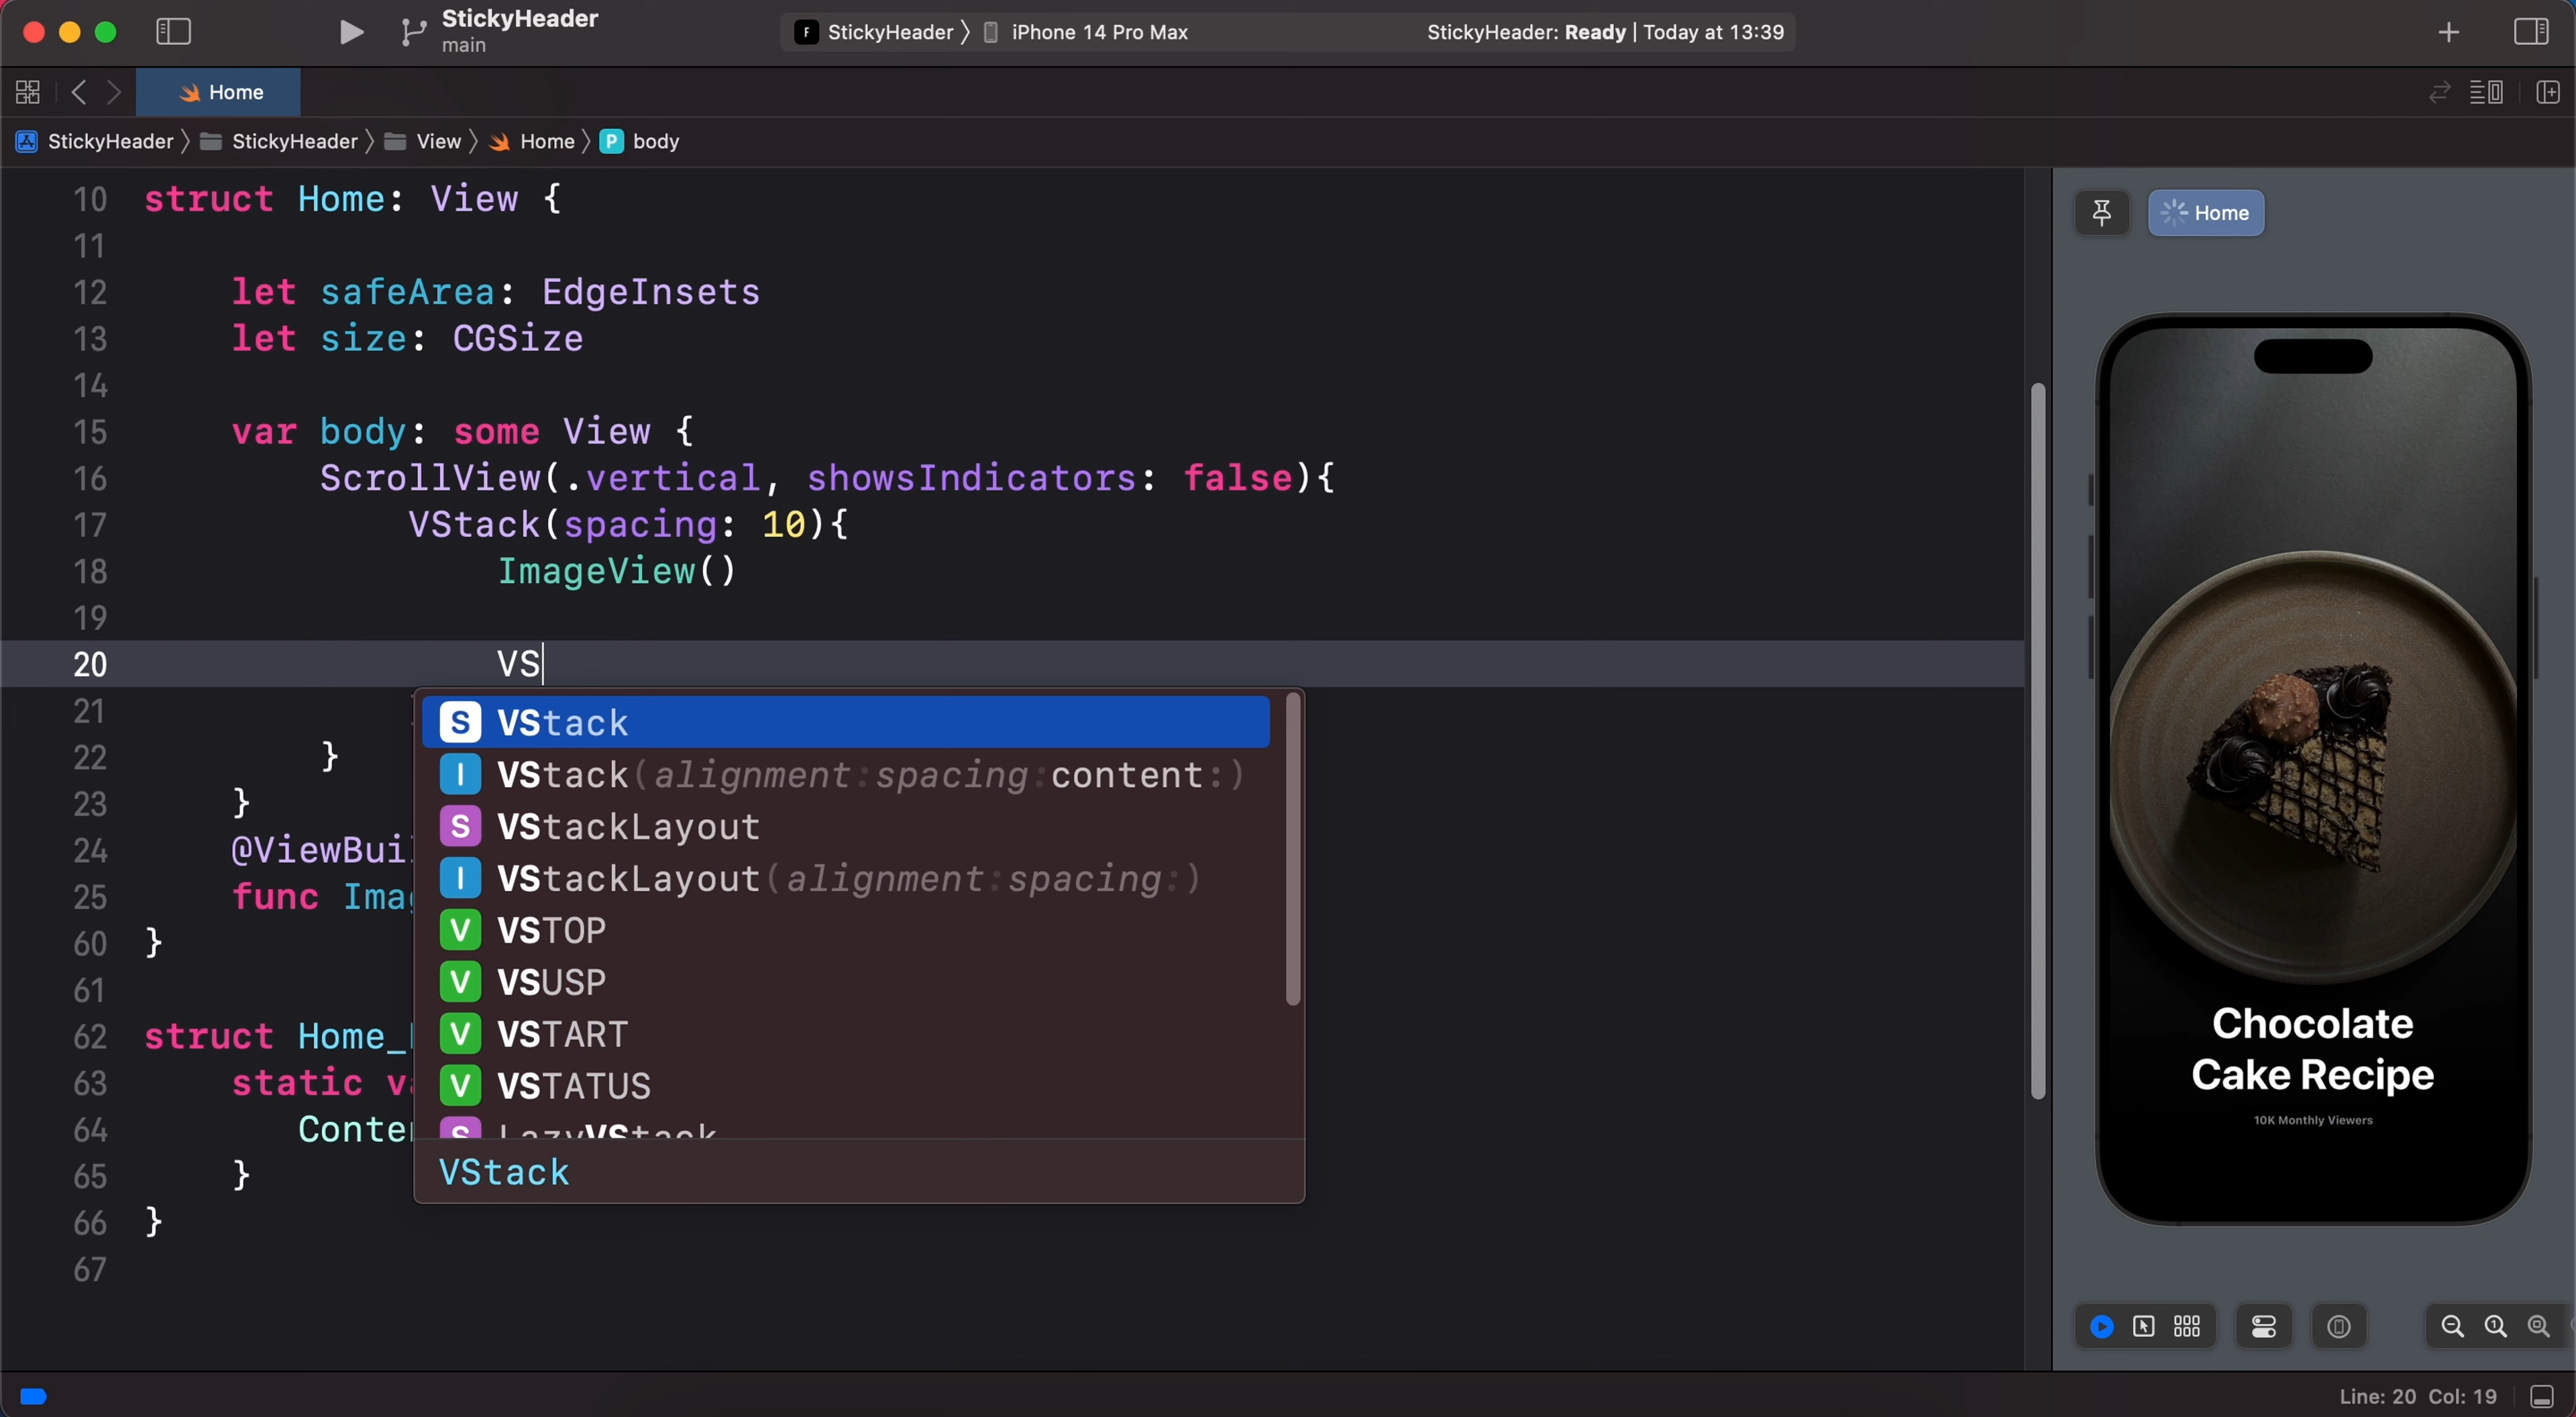 StickyHeader
main
StickyHeader 〉 iPhone 14 Pro Max
StickyHeader: Ready | Today at 13:39
Home
StickyHeader 〉 StickyHeader 〉 View 〉 Home 〉 P body
10 struct Home: View {
11
12 let safeArea: EdgeInsets
13 let size: CGSize
14
15 var body: some View {
16 ScrollView(.vertical, showsIndicators: false){
17 VStack(spacing: 10){
18 ImageView()
19
20 VS
21
22 }
23 }
24 @ViewBui
25 func Imag
60 }
61
62 struct Home_
63 static va
64 Conte
65 }
66 }
67
S VStack
I VStack(alignment:spacing:content:)
S VStackLayout
I VStackLayout(alignment:spacing:)
V VSTOP
V VSUSP
V VSTART
V VSTATUS
S LazyVStack
VStack
Home
Chocolate
Cake Recipe
10K Monthly Viewers
Line: 20 Col: 19